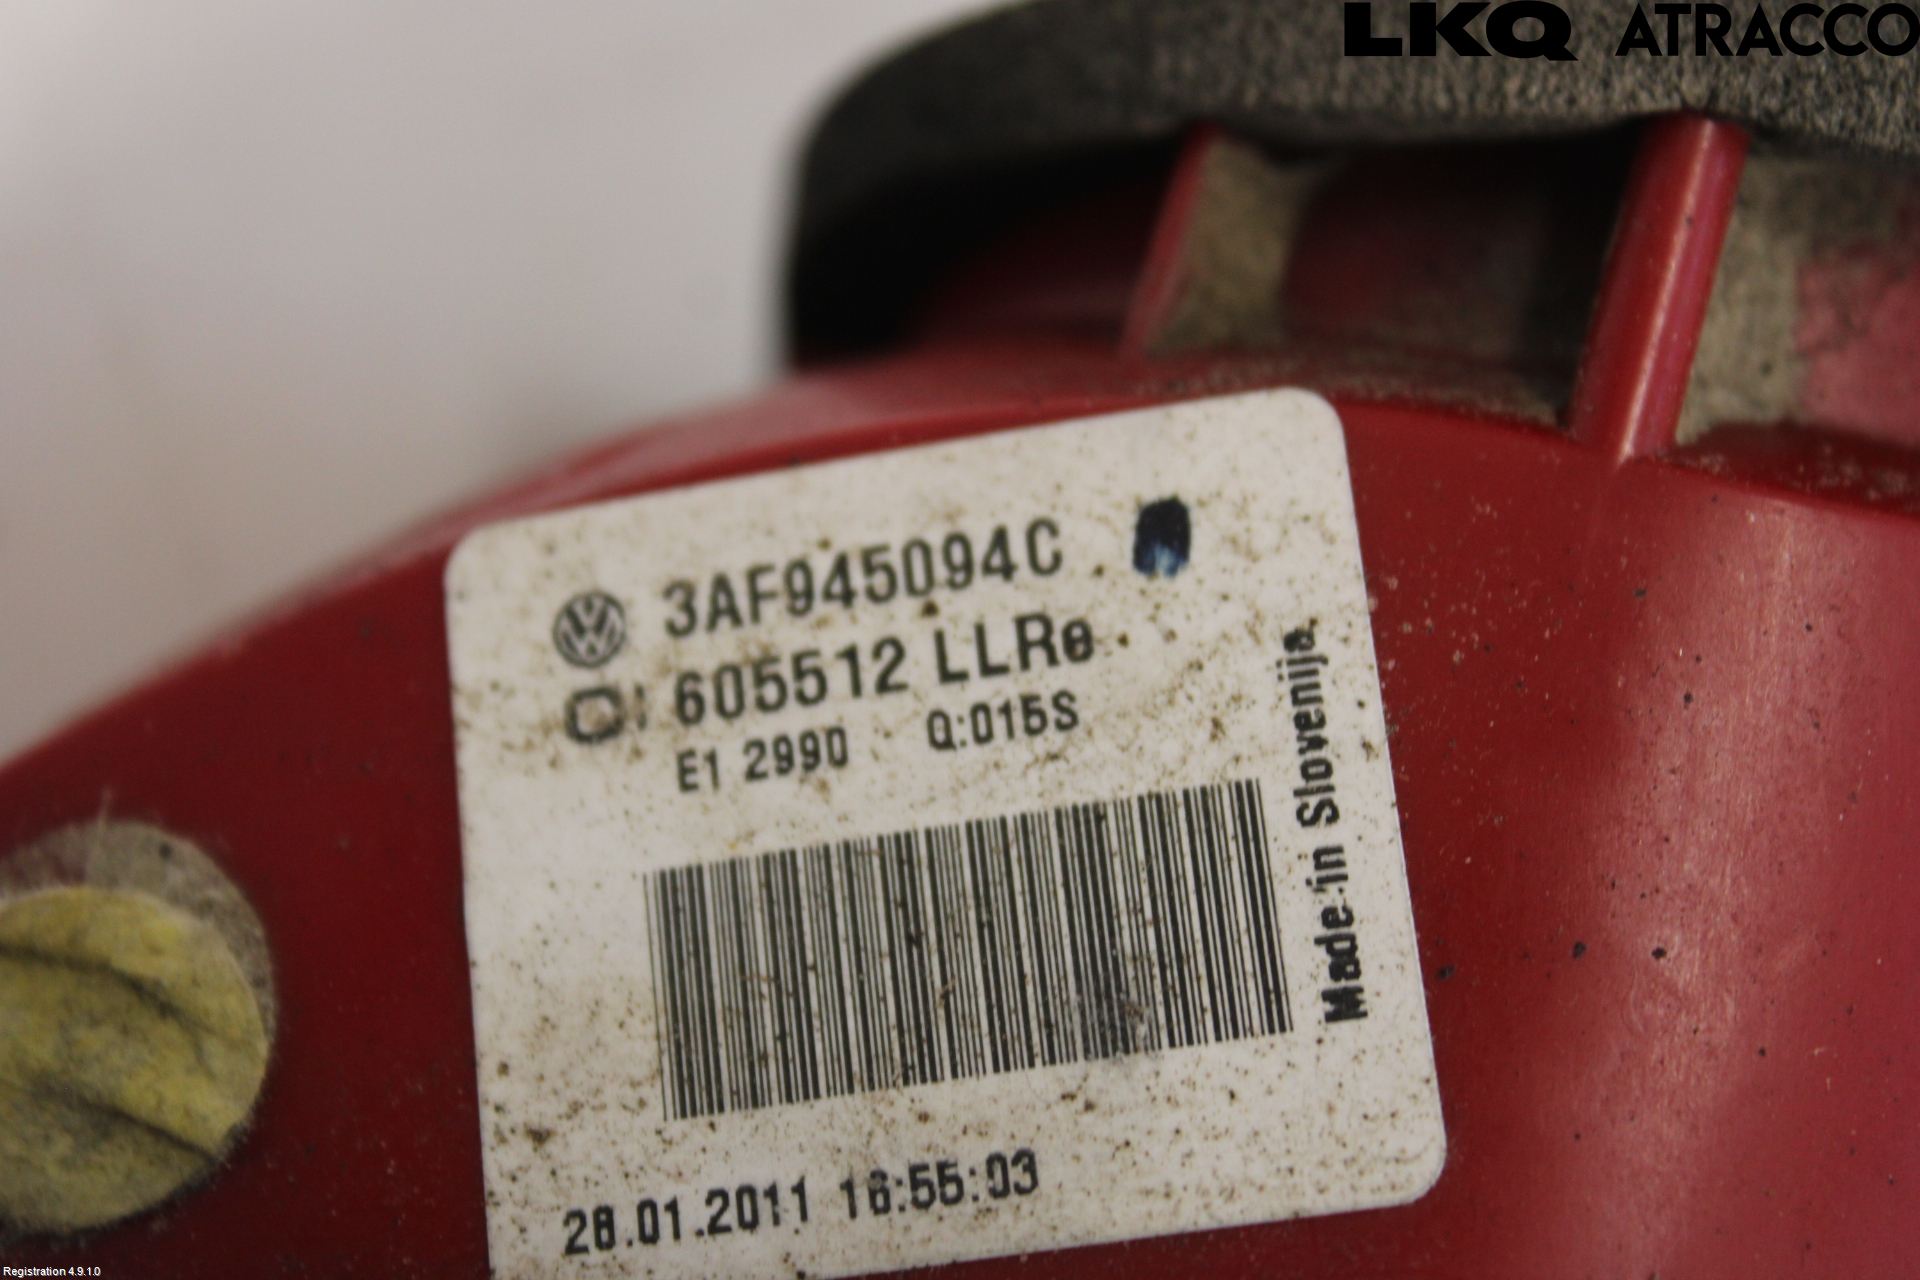 LKQ ATRACCO
3AF945094C
605512 LLRe
E1 2990 Q:015S
Made in Slovenija
28.01.2011 16:55:03
Registration 4.9.1.0